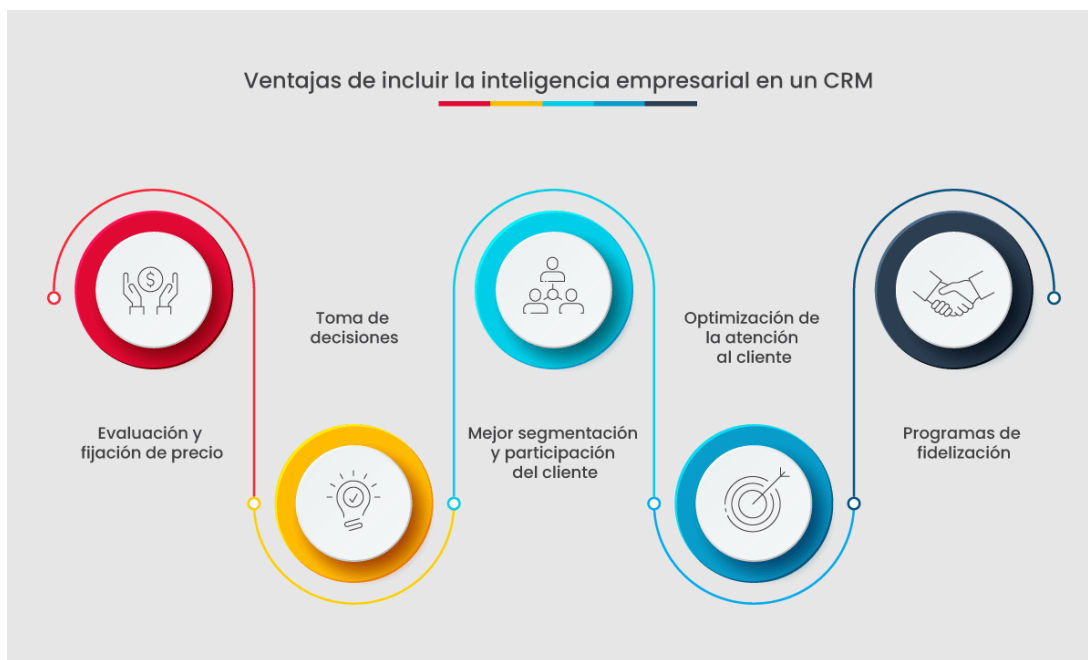 Ventajas de incluir la inteligencia empresarial en un CRM
$
Evaluación y
fijación de precio
Toma de
decisiones
Mejor segmentación
y participación
del cliente
Optimización de
la atención
al cliente
Programas de
fidelización